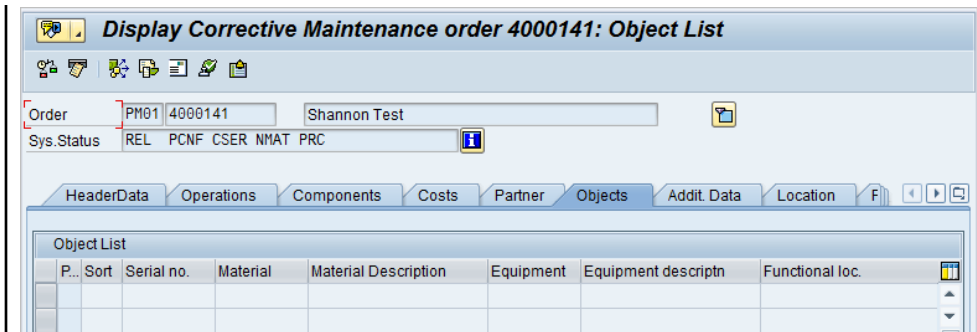 Display Corrective Maintenance order 4000141: Object List
Order PM01 4000141 Shannon Test
Sys.Status REL PCNF CSER NMAT PRC
HeaderData Operations Components Costs Partner Objects Addit. Data Location F
Object List
P... Sort Serial no. Material Material Description Equipment Equipment descriptn Functional loc.